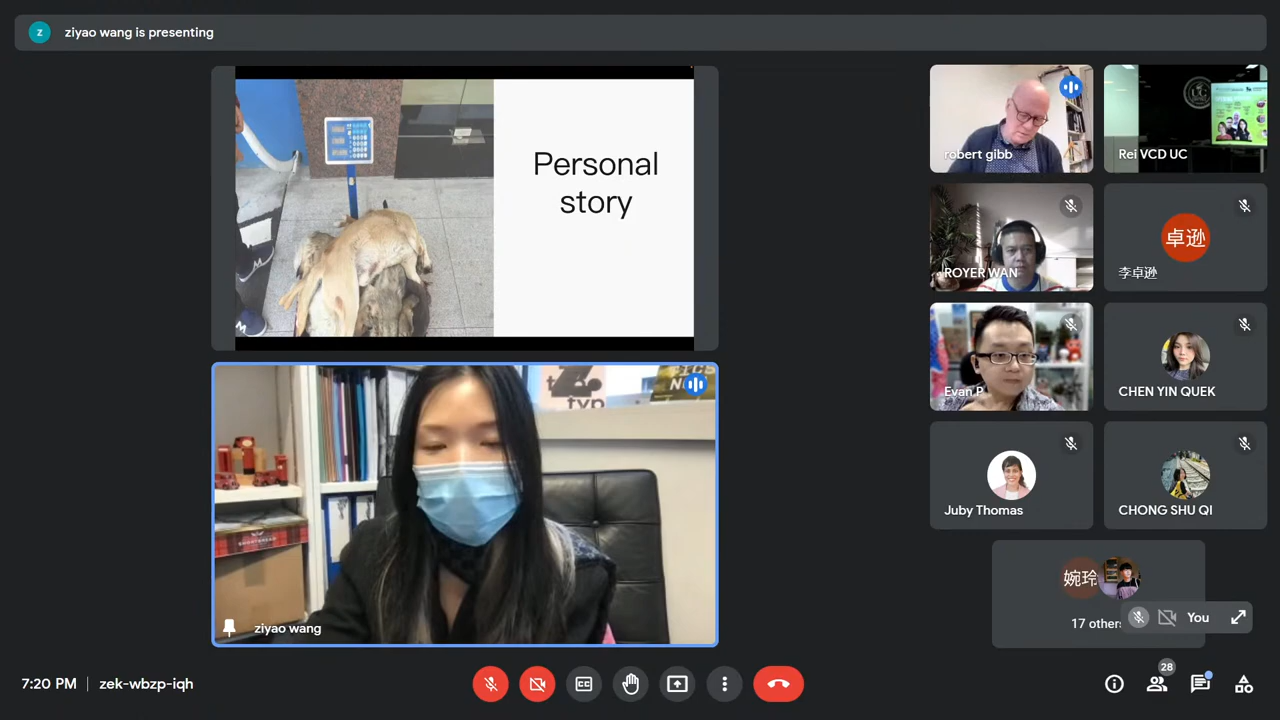 z
ziyao wang is presenting
Personal
story
ziyao wang
robert gibb
Rei VCD UC
ROYER WAN
卓逊
李卓逊
Evan P
CHEN YIN QUEK
Juby Thomas
CHONG SHU QI
婉玲
17 others
You
7:20 PM
zek-wbzp-iqh
28